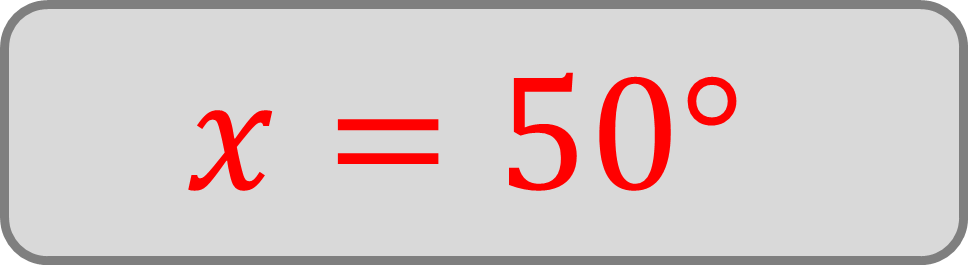 x = 50°